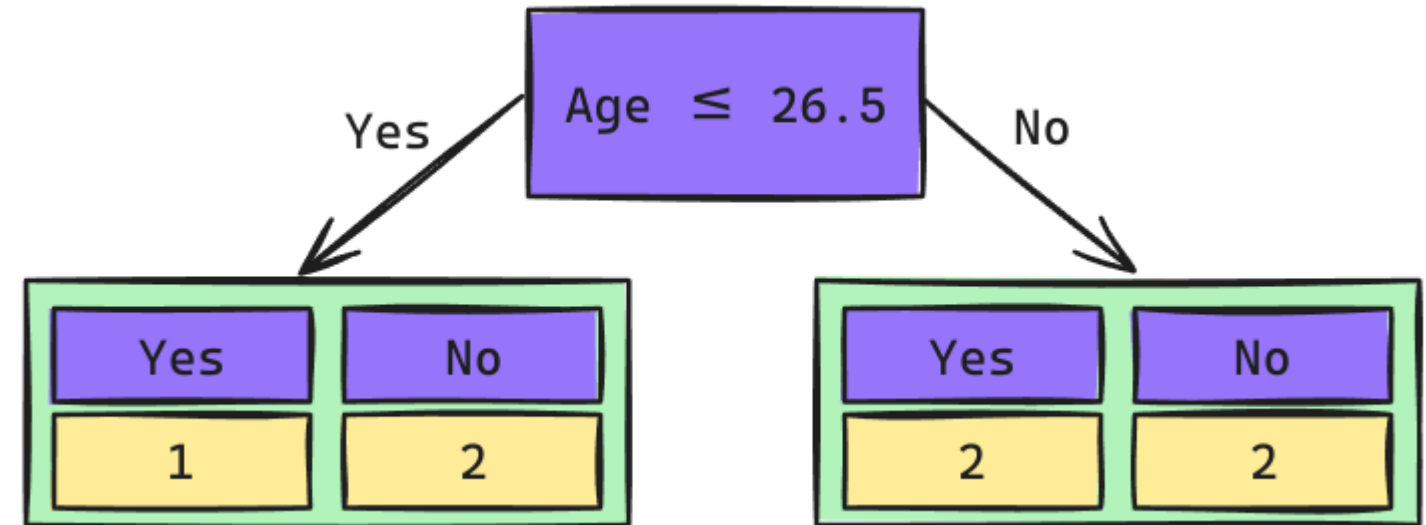 Age ≤ 26.5
Yes
No
Yes No
1 2
Yes No
2 2